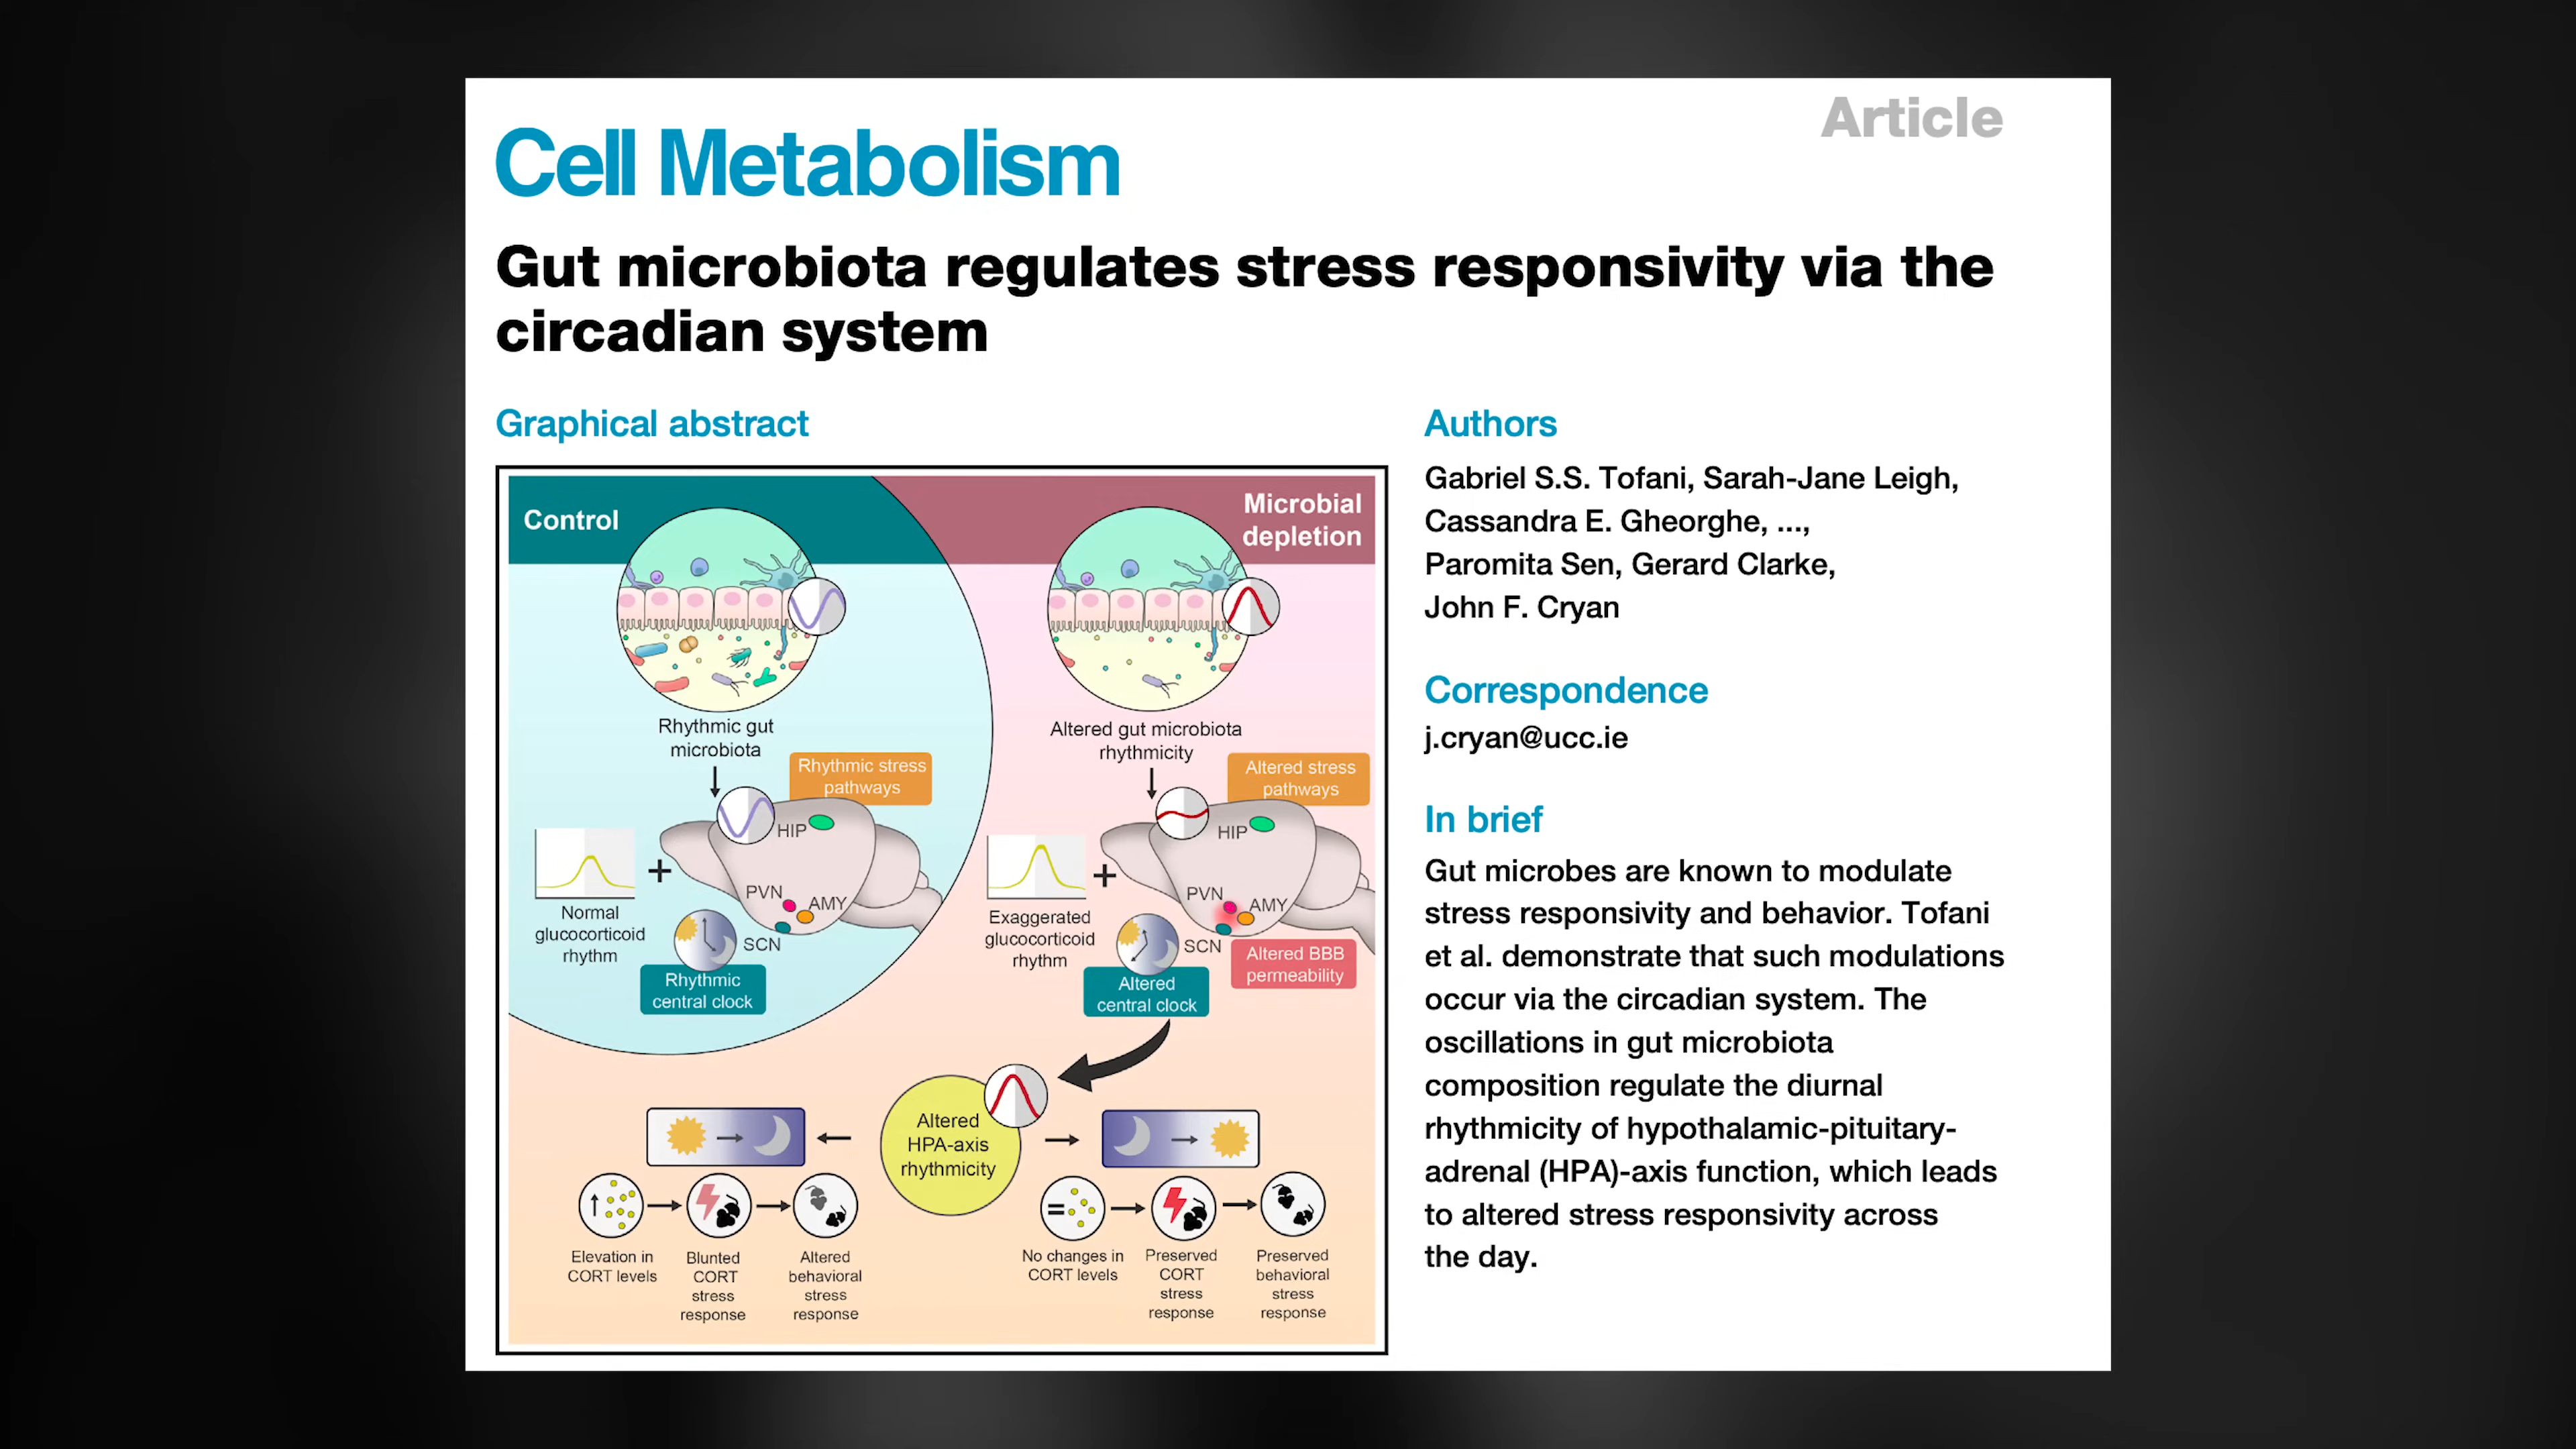 Article
Cell Metabolism
Gut microbiota regulates stress responsivity via the
circadian system
Graphical abstract
Control
Microbial
depletion
Rhythmic gut
microbiota
Altered gut microbiota
rhythmicity
Rhythmic stress
pathways
Altered stress
pathways
HIP
PVN
AMY
SCN
+
Normal
glucocorticoid
rhythm
Rhythmic
central clock
HIP
PVN
AMY
SCN
+
Exaggerated
glucocorticoid
rhythm
Altered BBB
permeability
Altered
central clock
Altered
HPA-axis
rhythmicity
=
Elevation in
CORT levels
Blunted
CORT
stress
response
Altered
behavioral
stress
response
No changes in
CORT levels
Preserved
CORT
stress
response
Preserved
behavioral
stress
response
Authors
Gabriel S.S. Tofani, Sarah-Jane Leigh,
Cassandra E. Gheorghe, ...,
Paromita Sen, Gerard Clarke,
John F. Cryan
Correspondence
j.cryan@ucc.ie
In brief
Gut microbes are known to modulate
stress responsivity and behavior. Tofani
et al. demonstrate that such modulations
occur via the circadian system. The
oscillations in gut microbiota
composition regulate the diurnal
rhythmicity of hypothalamic-pituitary-
adrenal (HPA)-axis function, which leads
to altered stress responsivity across
the day.